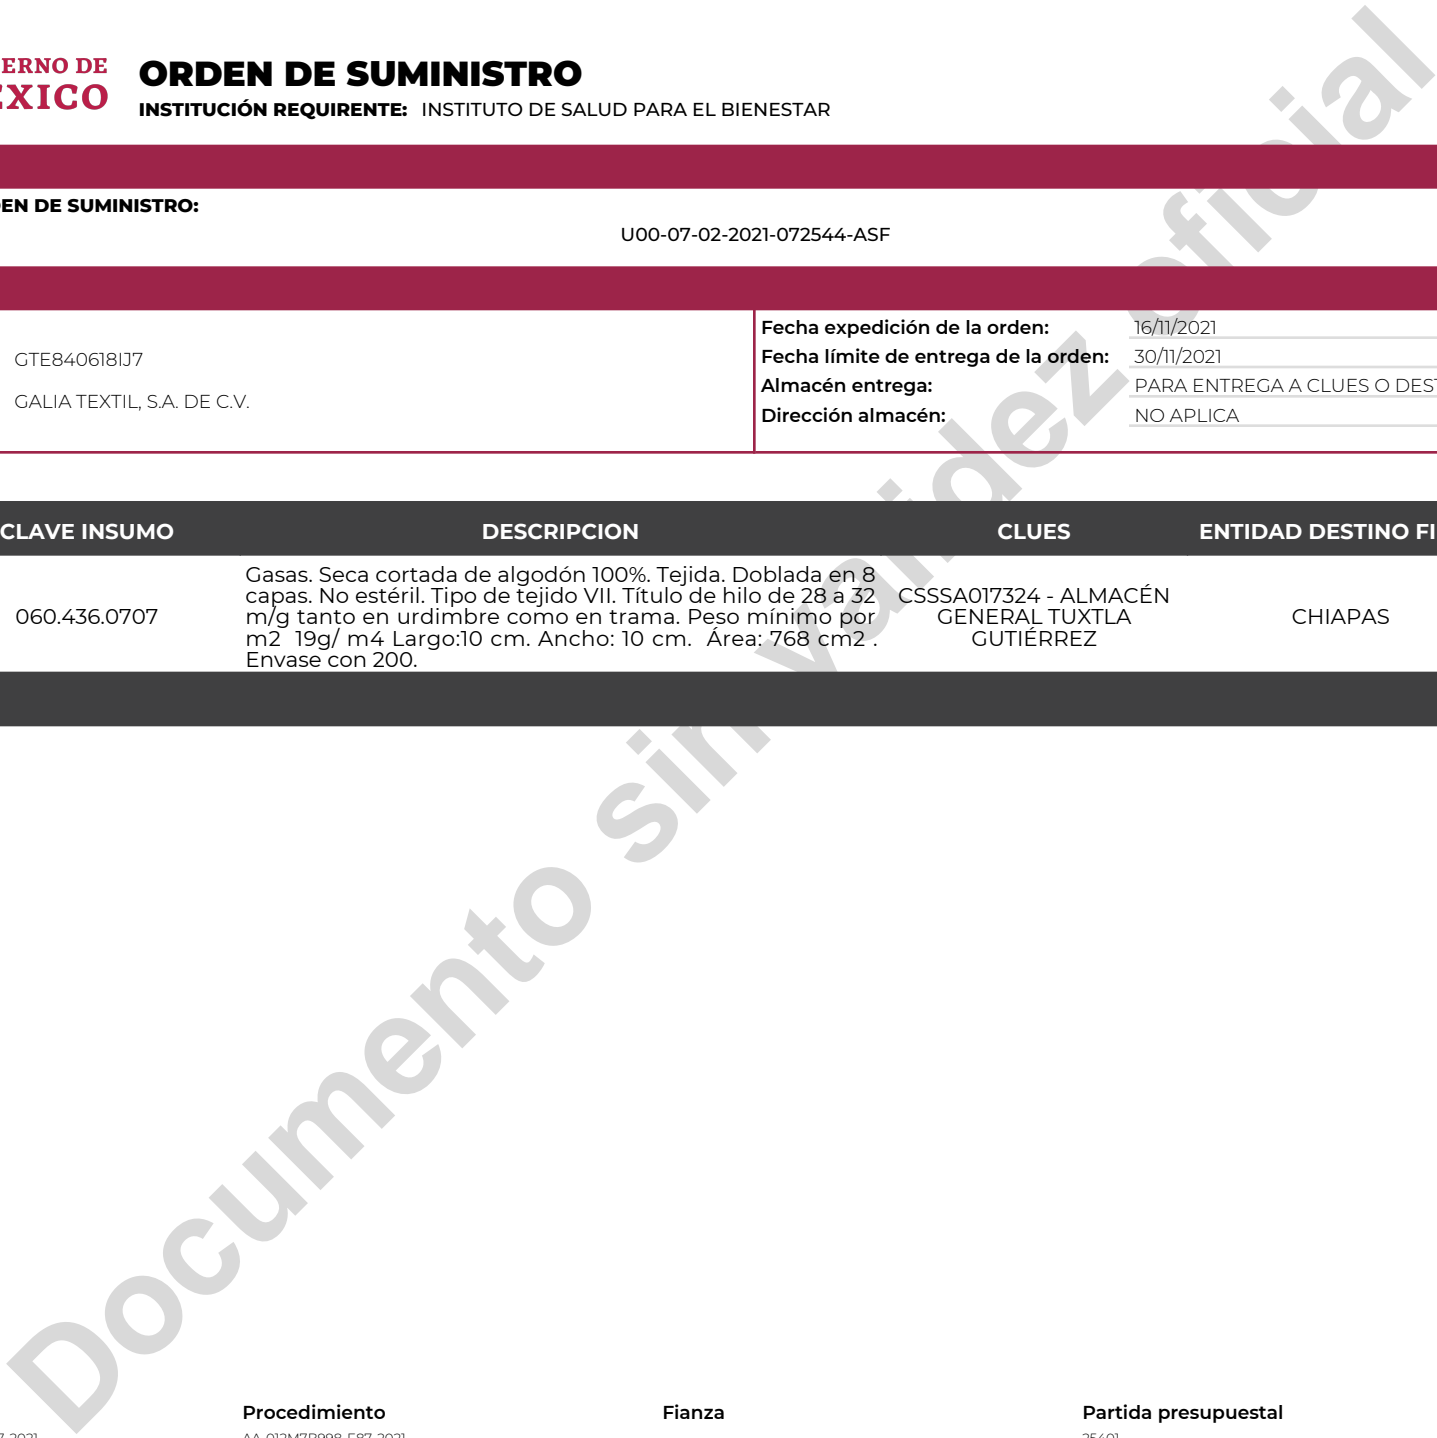 ERNO DE
EXICO
ORDEN DE SUMINISTRO
INSTITUCIÓN REQUIRENTE: INSTITUTO DE SALUD PARA EL BIENESTAR
EN DE SUMINISTRO:
U00-07-02-2021-072544-ASF
GTE840618IJ7
GALIA TEXTIL, S.A. DE C.V.
Fecha expedición de la orden: 16/11/2021
Fecha límite de entrega de la orden: 30/11/2021
Almacén entrega: PARA ENTREGA A CLUES O DEST
Dirección almacén: NO APLICA
CLAVE INSUMO DESCRIPCION CLUES ENTIDAD DESTINO FI
060.436.0707
Gasas. Seca cortada de algodón 100%. Tejida. Doblada en 8
capas. No estéril. Tipo de tejido VII. Título de hilo de 28 a 32
m/g tanto en urdimbre como en trama. Peso mínimo por
m2 19g/ m4 Largo:10 cm. Ancho: 10 cm. Área: 768 cm2 .
Envase con 200.
CSSSA017324 - ALMACÉN
GENERAL TUXTLA
GUTIÉRREZ
CHIAPAS
Documento sin validez oficial
Procedimiento Fianza Partida presupuestal